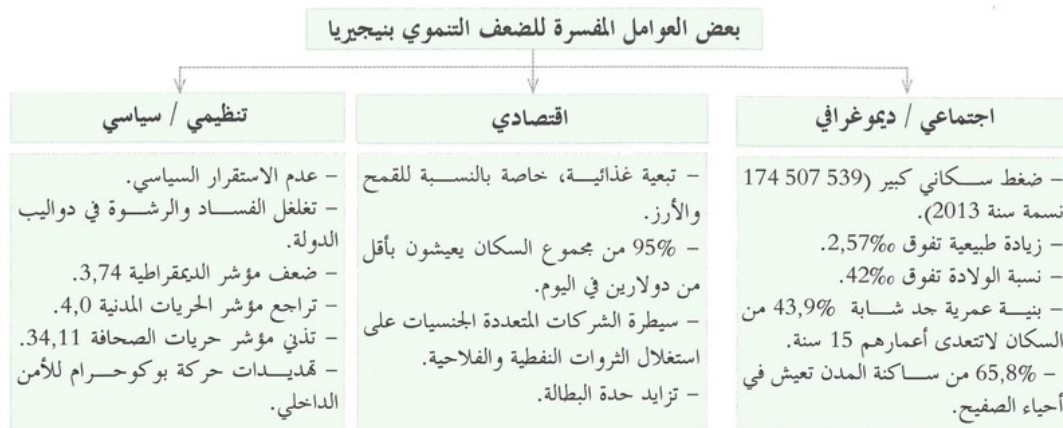 بعض العوامل المفسرة للضعف التنموي بنيجيريا
اجتماعي / ديموغرافي
– ضغط سكاني كبير (539 507 174
نسمة سنة 2013).
– زيادة طبيعية تفوق ‰2,57.
– نسبة الولادة تفوق ‰42.
– بنية عمرية جد شابة %43,9 من
السكان لاتتعدى أعمارهم 15 سنة.
– %65,8 من ساكنة المدن تعيش في
أحياء الصفيح.
اقتصادي
– تبعية غذائية، خاصة بالنسبة للقمح
والأرز.
– %95 من مجموع السكان يعيشون بأقل
من دولارين في اليوم.
– سيطرة الشركات المتعددة الجنسيات على
استغلال الثروات النفطية والفلاحية.
– تزايد حدة البطالة.
تنظيمي / سياسي
– عدم الاستقرار السياسي.
– تغلغل الفساد والرشوة في دواليب
الدولة.
– ضعف مؤشر الديمقراطية 3,74.
– تراجع مؤشر الحريات المدنية 4,0.
– تدني مؤشر حريات الصحافة 34,11.
– تهديدات حركة بوكوحرام للأمن
الداخلي.